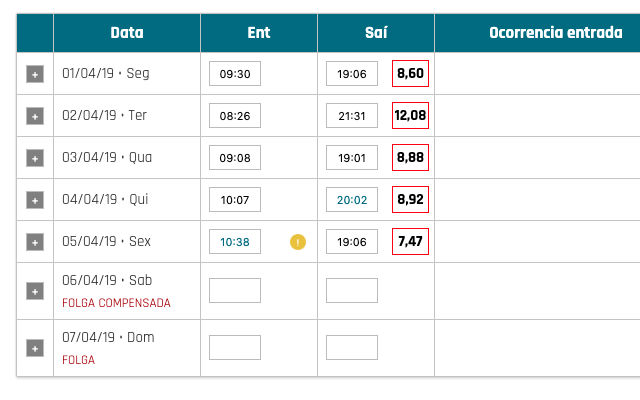 Data Ent Saí Ocorrencia entrada
+ 01/04/19 • Seg 09:30 19:06 8,60
+ 02/04/19 • Ter 08:26 21:31 12,08
+ 03/04/19 • Qua 09:08 19:01 8,88
+ 04/04/19 • Qui 10:07 20:02 8,92
+ 05/04/19 • Sex 10:38 ! 19:06 7,47
+ 06/04/19 • Sab
FOLGA COMPENSADA
+ 07/04/19 • Dom
FOLGA